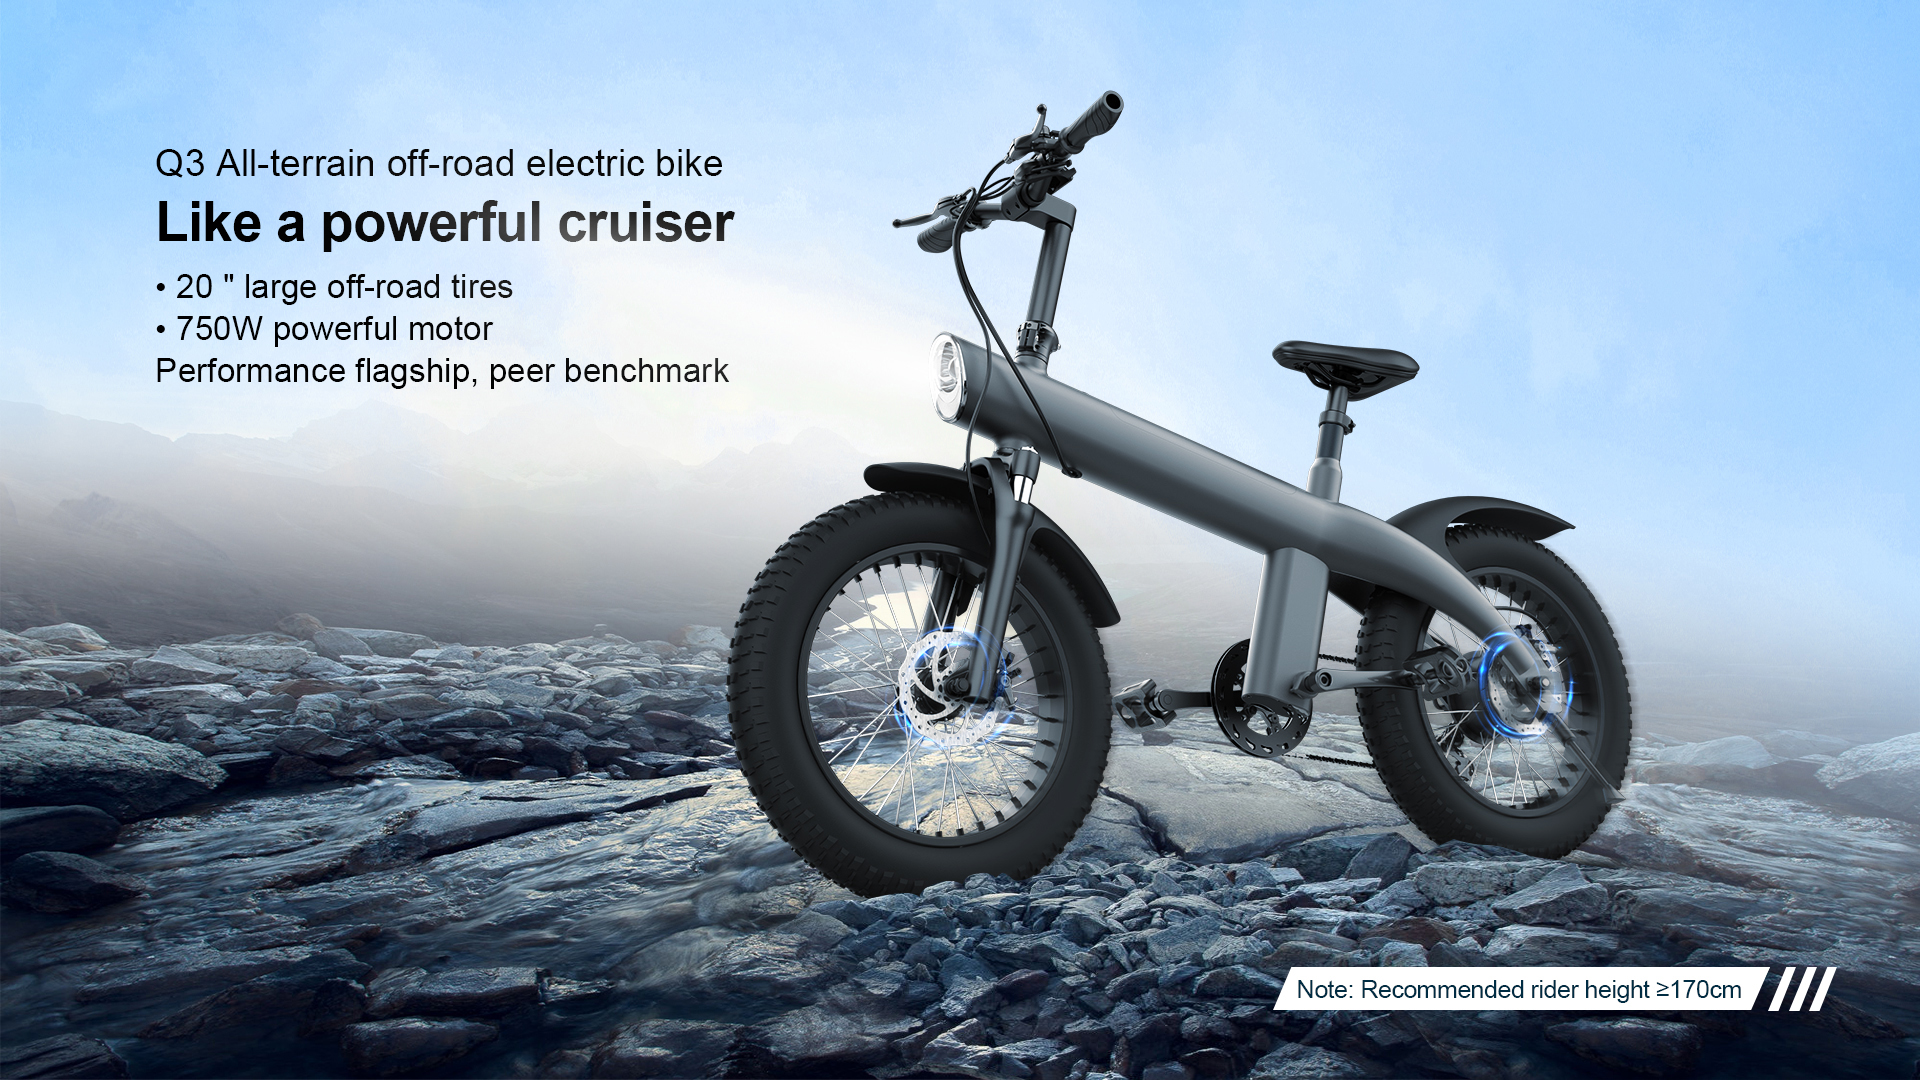 Q3 All-terrain off-road electric bike
Like a powerful cruiser
• 20 " large off-road tires
• 750W powerful motor
Performance flagship, peer benchmark
Note: Recommended rider height ≥170cm